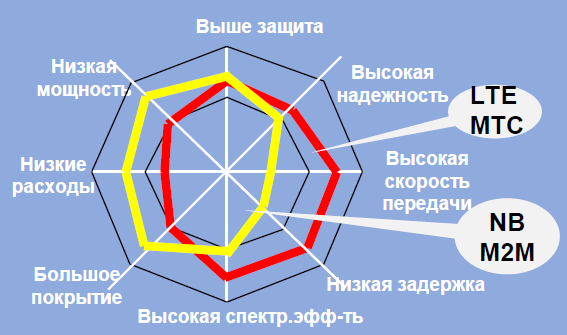 Выше защита
Низкая
мощность
Высокая
надежность
LTE
MTC
Низкие
расходы
Высокая
скорость
передачи
NB
M2M
Большое
покрытие
Низкая задержка
Высокая спектр.эфф-ть